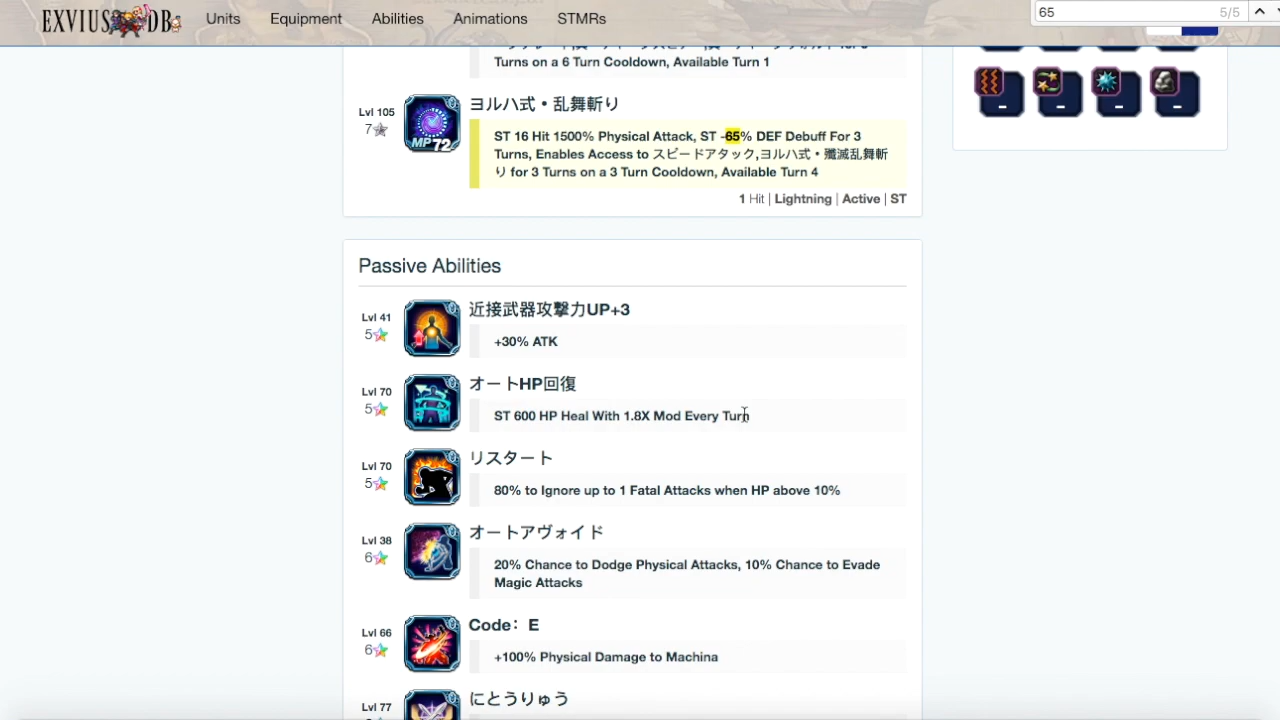 EXVIUS DB
Units
Equipment
Abilities
Animations
STMRs
65
5/5
Turns on a 6 Turn Cooldown, Available Turn 1
Lvl 105
7
MP72
ヨルハ式・乱舞斬り
ST 16 Hit 1500% Physical Attack, ST -65% DEF Debuff For 3
Turns, Enables Access to スピードアタック,ヨルハ式・殲滅乱舞斬
り for 3 Turns on a 3 Turn Cooldown, Available Turn 4
1 Hit | Lightning | Active | ST
-
-
-
-
Passive Abilities
Lvl 41
5
近接武器攻撃力UP+3
+30% ATK
Lvl 70
5
オートHP回復
ST 600 HP Heal With 1.8X Mod Every Turn
Lvl 70
5
リスタート
80% to Ignore up to 1 Fatal Attacks when HP above 10%
Lvl 38
6
オートアヴォイド
20% Chance to Dodge Physical Attacks, 10% Chance to Evade
Magic Attacks
Lvl 66
6
Code：E
+100% Physical Damage to Machina
Lvl 77
にとうりゅう